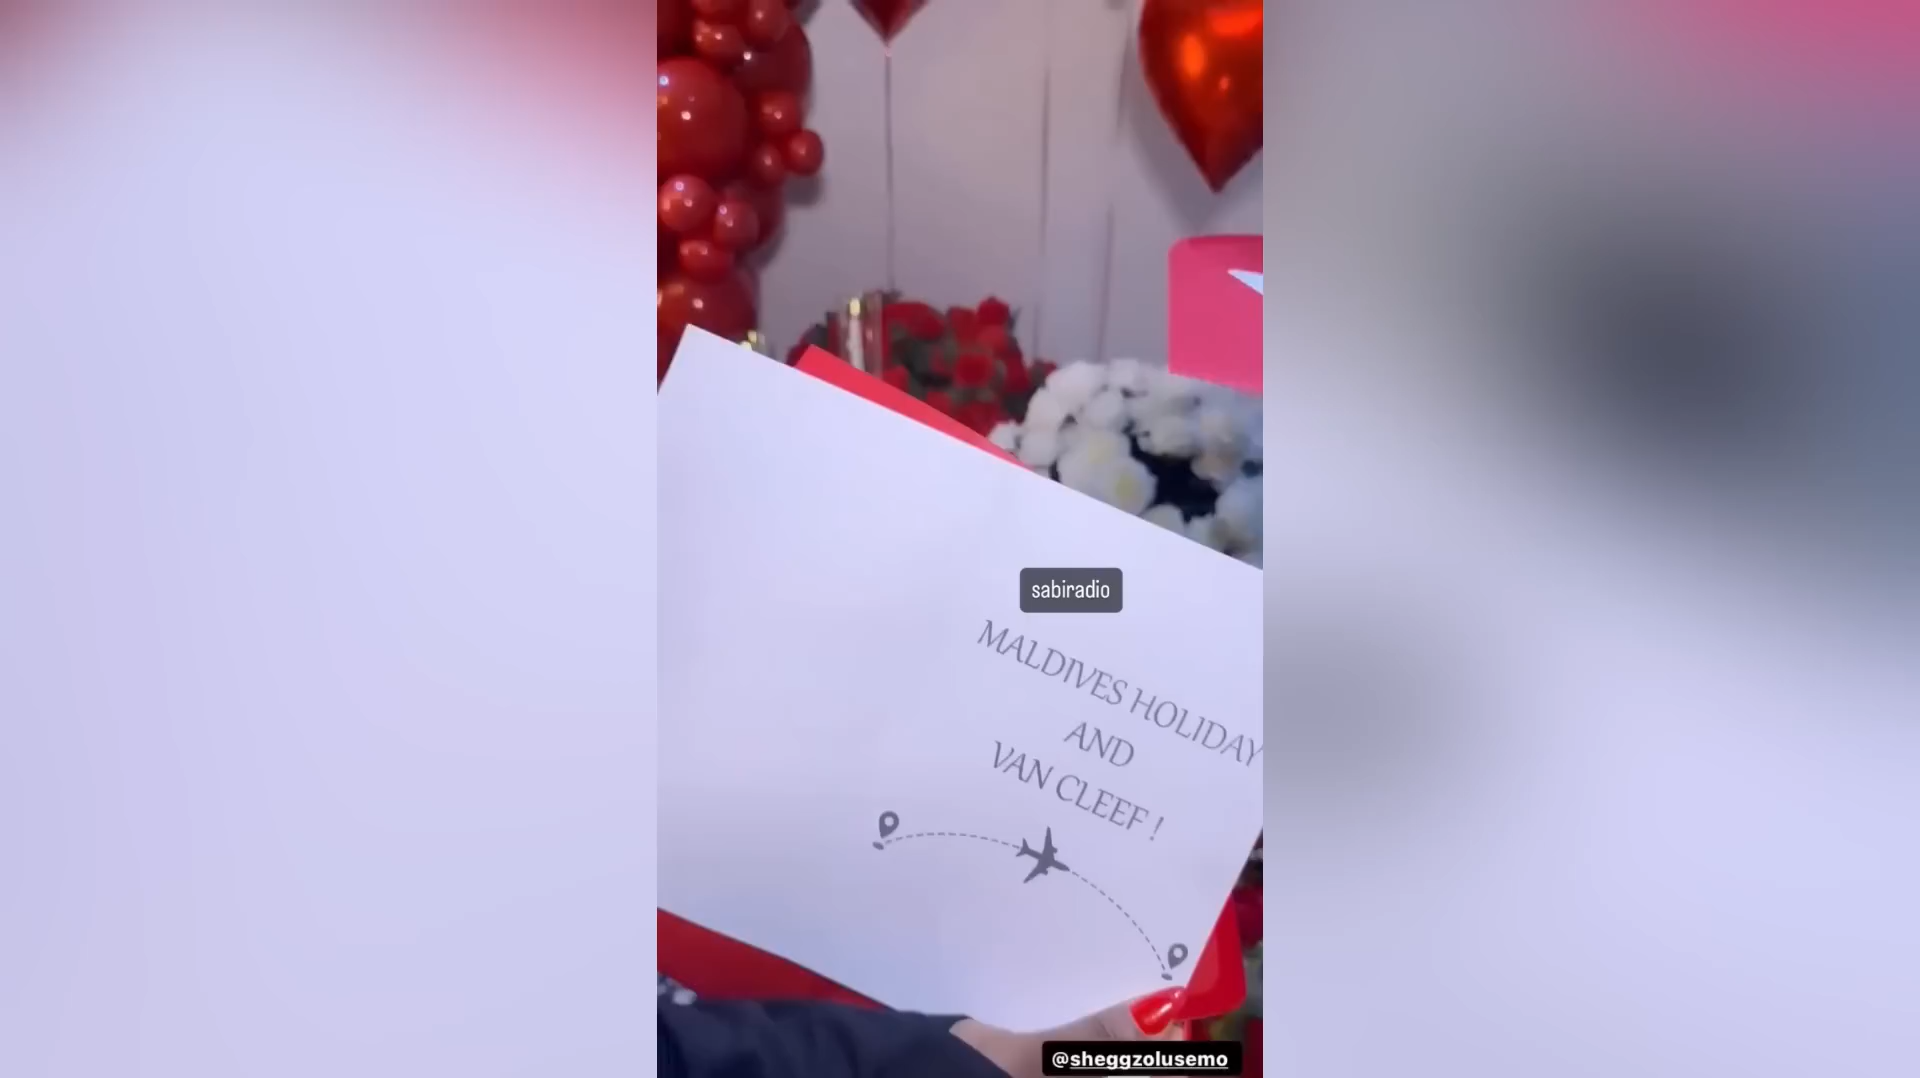 sabiradio
MALDIVES HOLIDAY
AND
VAN CLEEF !
@sheggzolusemo